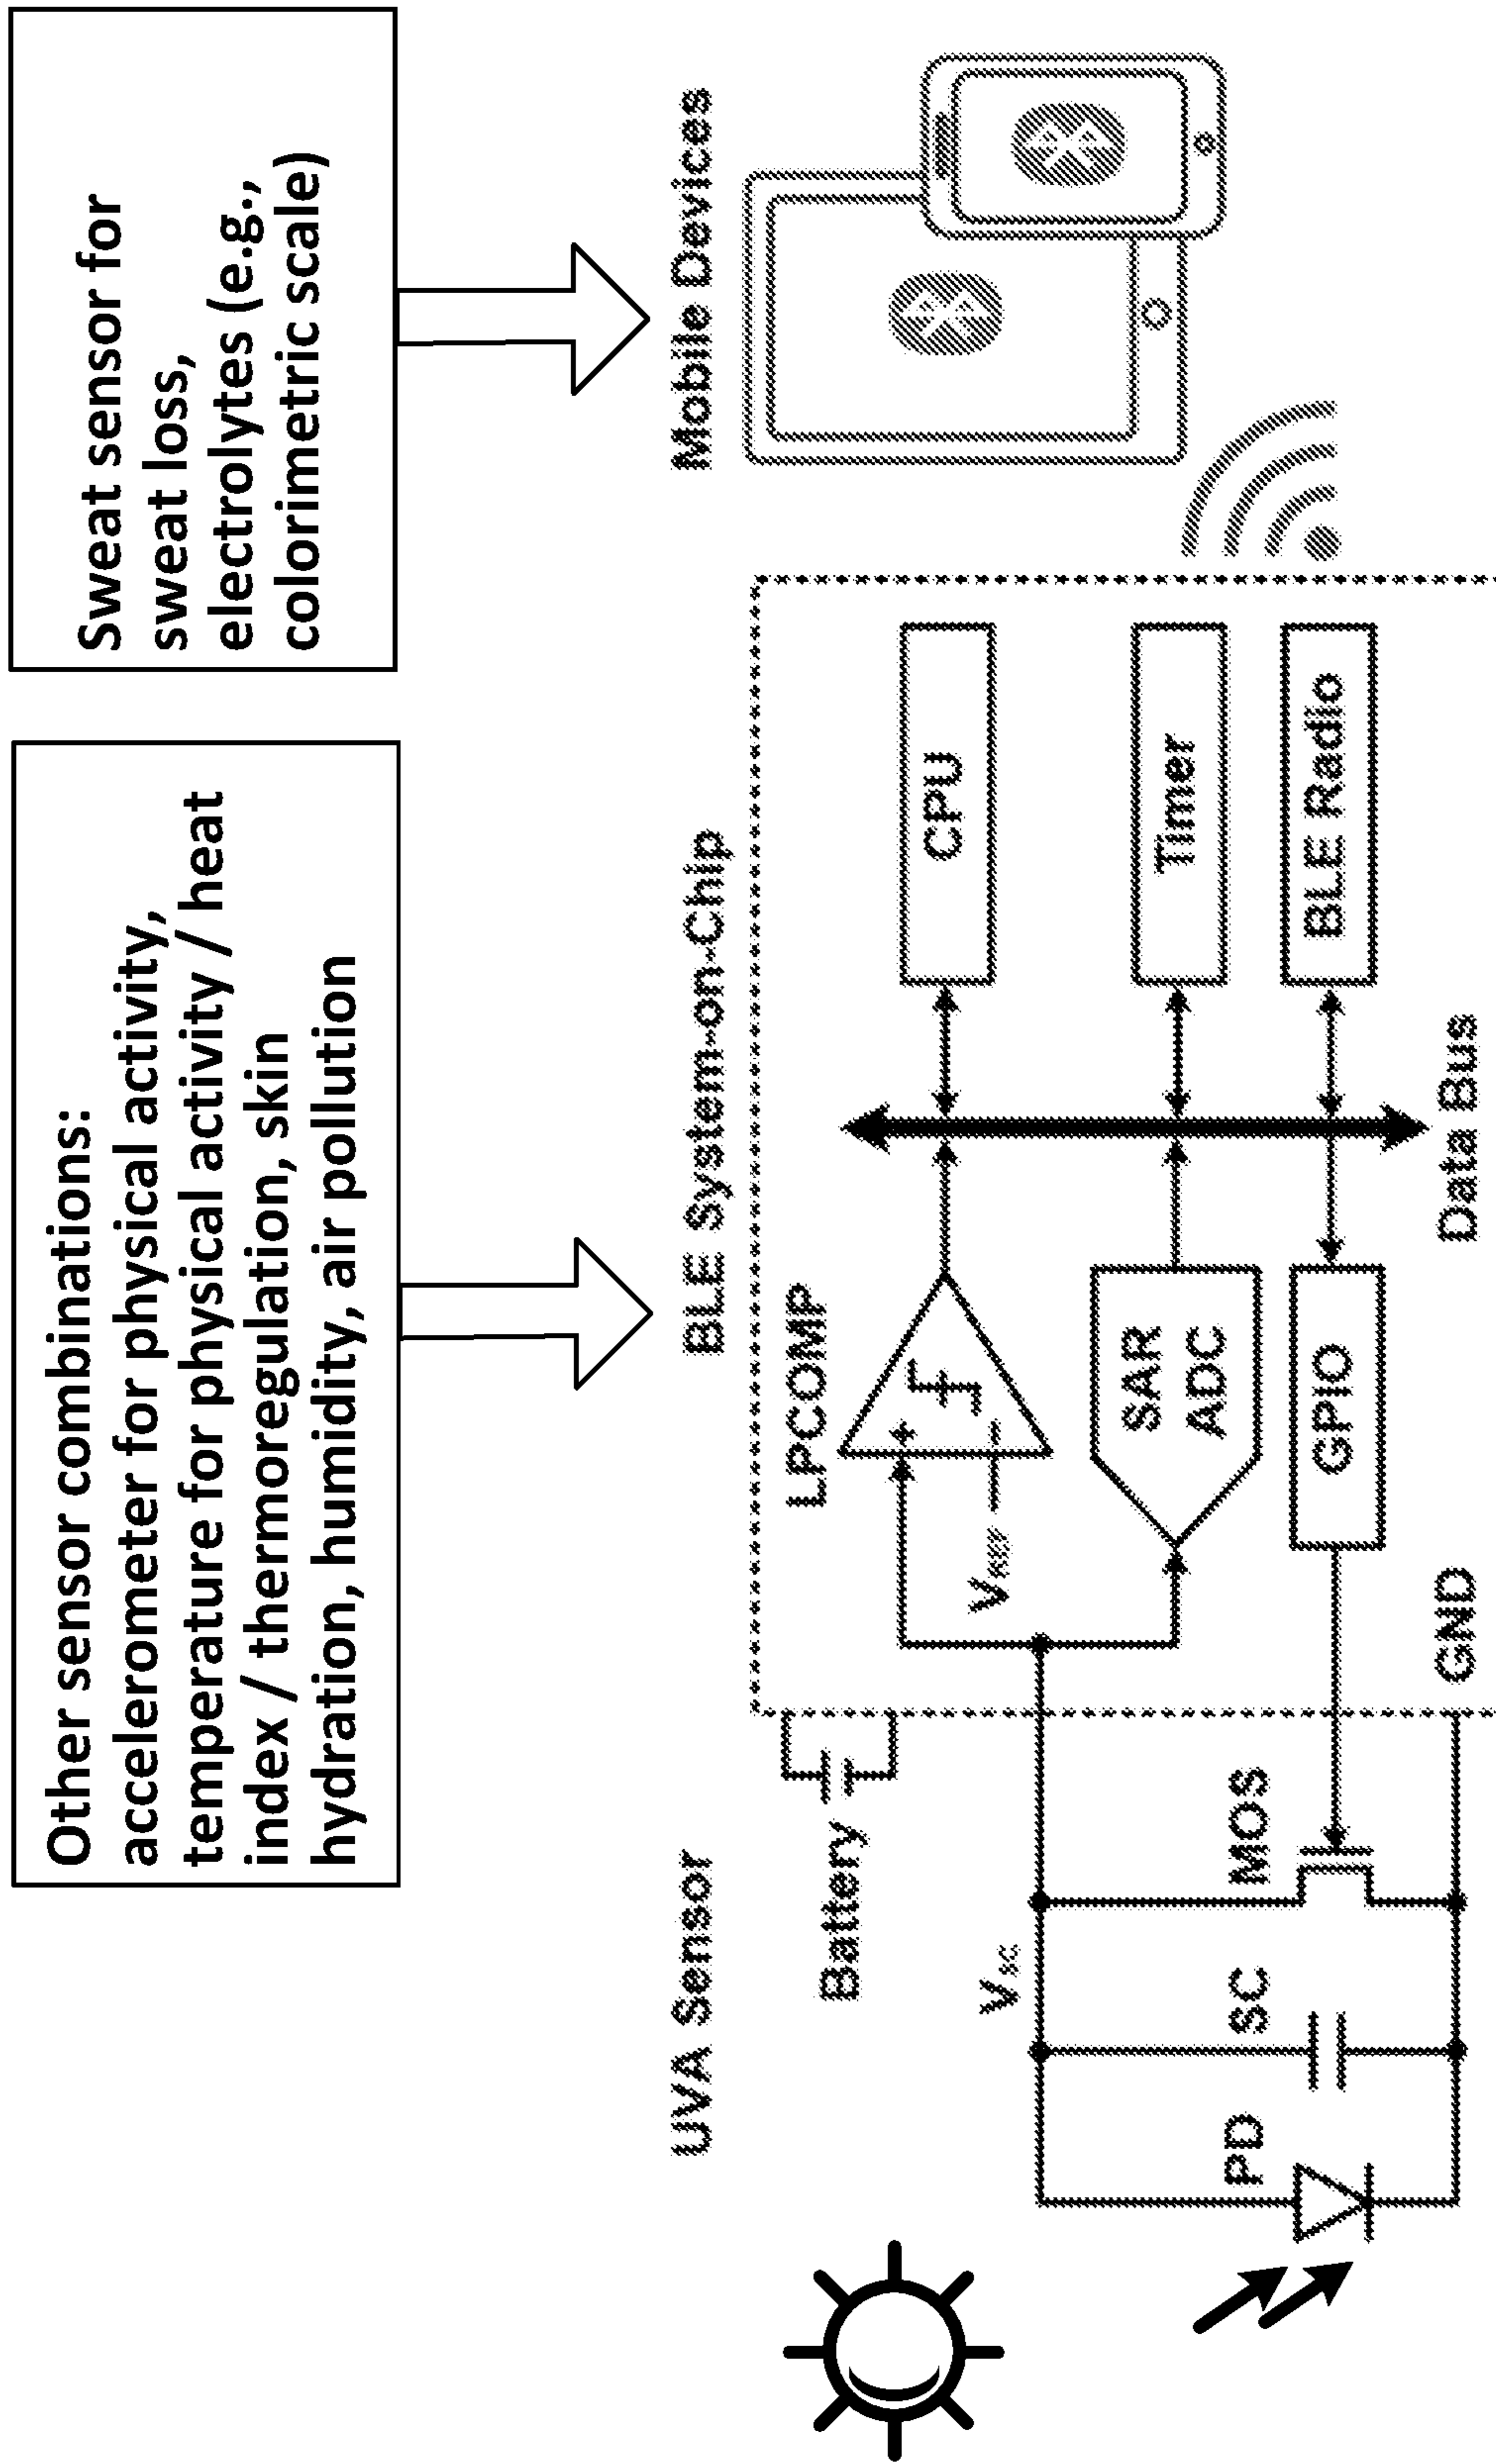 Other sensor combinations:
accelerometer for physical activity,
temperature for physical activity / heat
index / thermoregulation, skin
hydration, humidity, air pollution
Sweat sensor for
sweat loss,
electrolytes (e.g.,
colorimetric scale)
UVA Sensor
BLE System-on-Chip
Mobile Devices
Battery
LPCOMP
+
−
CPU
V_REF
V_SC
SAR
ADC
Timer
PD
SC
MOS
GPIO
BLE Radio
GND
Data Bus